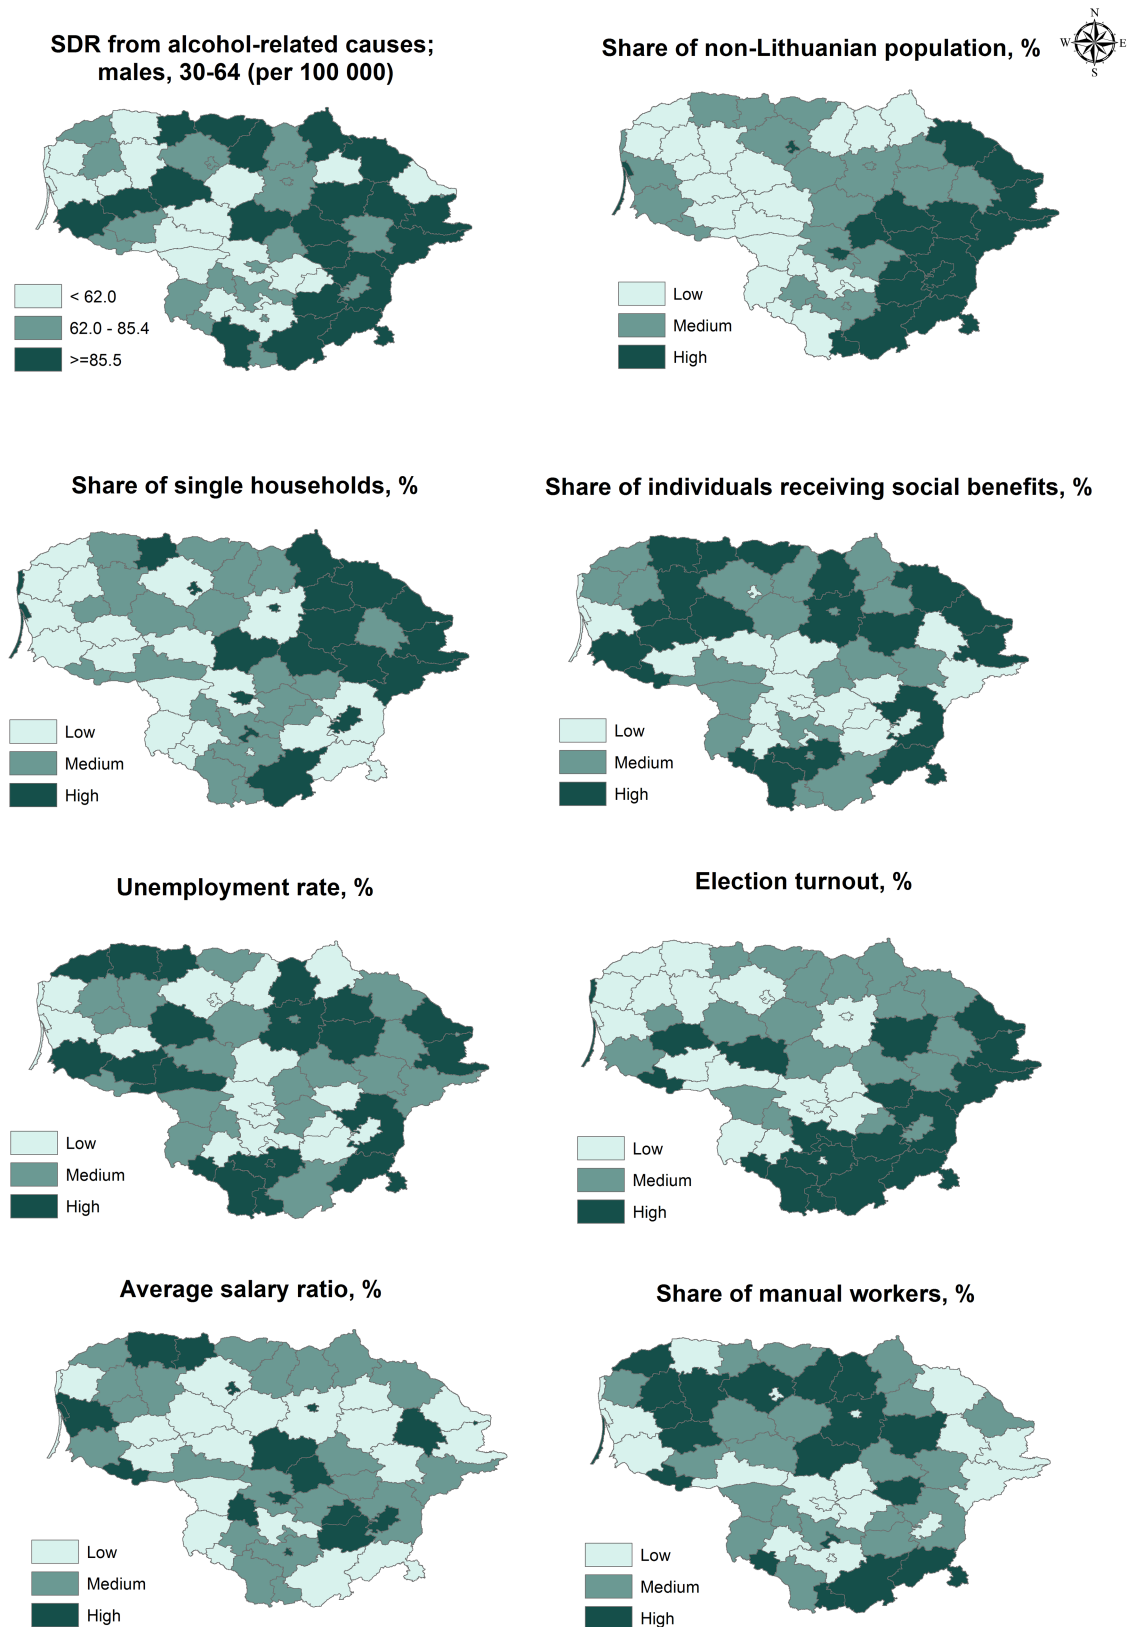 SDR from alcohol-related causes;
males, 30-64 (per 100 000)
< 62.0
62.0 - 85.4
>=85.5
Share of non-Lithuanian population, %
N
W E
S
Low
Medium
High
Share of single households, %
Low
Medium
High
Share of individuals receiving social benefits, %
Low
Medium
High
Unemployment rate, %
Low
Medium
High
Election turnout, %
Low
Medium
High
Average salary ratio, %
Low
Medium
High
Share of manual workers, %
Low
Medium
High